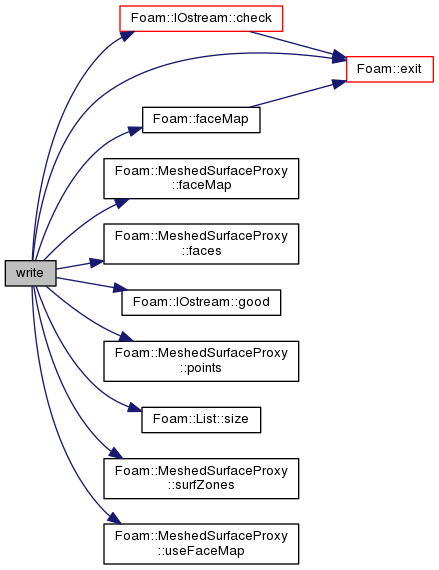 Foam::IOstream::check
Foam::exit
Foam::faceMap
Foam::MeshedSurfaceProxy
::faceMap
Foam::MeshedSurfaceProxy
::faces
write
Foam::IOstream::good
Foam::MeshedSurfaceProxy
::points
Foam::List::size
Foam::MeshedSurfaceProxy
::surfZones
Foam::MeshedSurfaceProxy
::useFaceMap